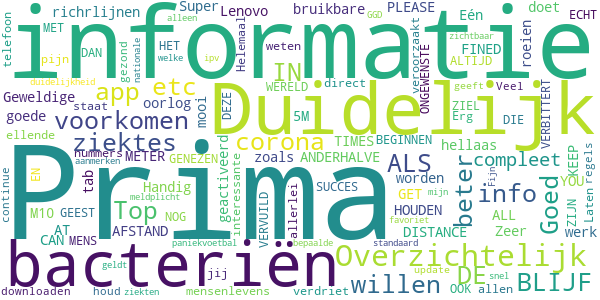 richrlijnen
Super
Lenovo
bruikbare
PLEASE
doet
telefoon
alleen
GGD
zichtbaar
Eén
ECHT
MET
DAN
HET
ipv
Helemaal
weten
veroorzaakt
FINED
ALTIJD
roeien
informatie
pijn
gezond
welke
nationale
duidelijkheid
WERELD
direct
ONGEWENSTE
geeft
Veel
Geweldige
app
etc
IN
Duidelijk
VERBITTERT
staat
oorlog
mooi
DEZE
5M
ZIEL
Erg
DIE
goede
voorkomen
corona
TIMES
BEGINNEN
ellende
ziektes
nummers
METER
GENEZEN
ANDERHALVE
ALS
hellaas
compleet
regels
aanmerken
Prima
zoals
worden
beter
info
KEEP
YOU
Laten
continue
EN
tab
Handig
SUCCES
GET
mijn
Goed
ZIJN
M10
GEEST
Top
NOG
geactiveerd
interessante
allerlei
HOUDEN
favoriet
ALL
AT
AFSTAND
VERVUILD
DISTANCE
Zeer
werk
CAN
MENS
meldplicht
paniekvoetbal
bepaalde
standaard
Fijn
bacteriën
Overzichtelijk
geldt
jij
willen
update
snel
DE
BLIJF
downloaden
houd
ziekten
mensenlevens
verdriet
OOK
allen